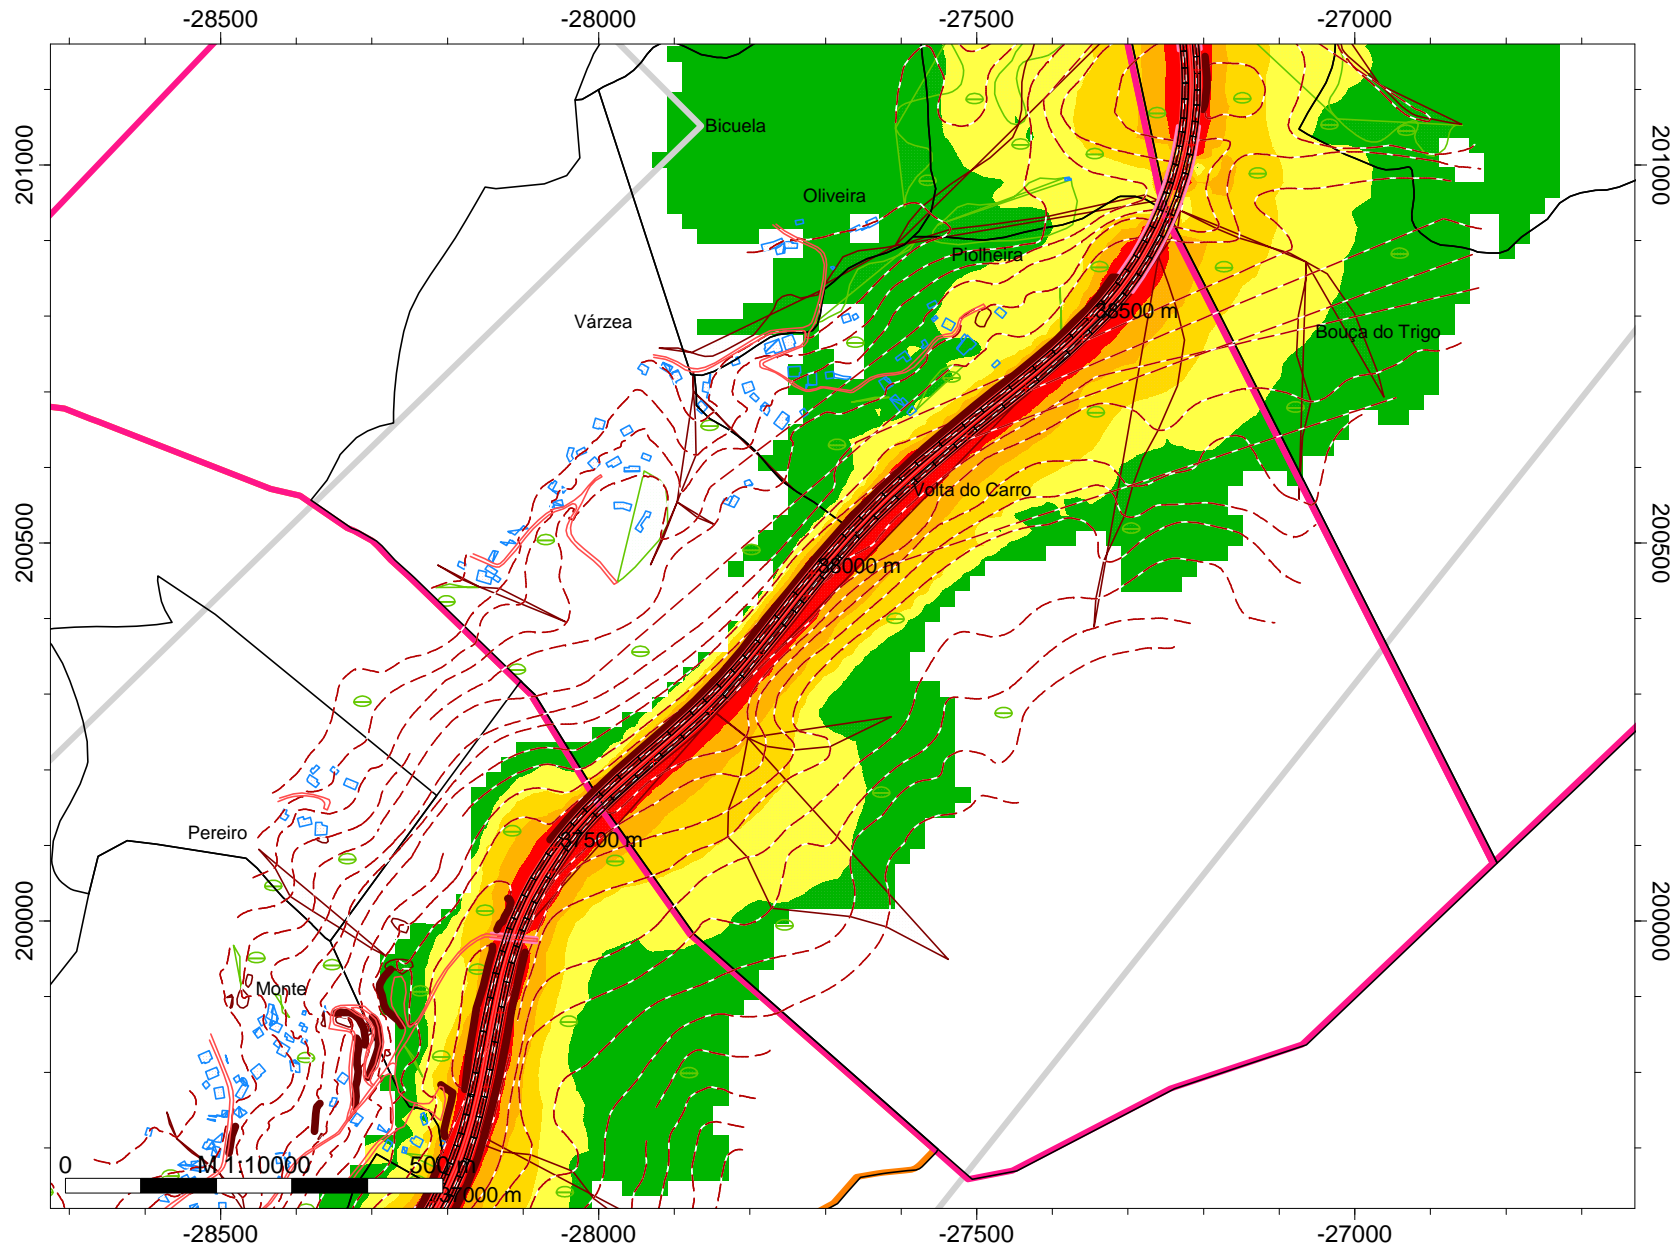 -28500 -28000 -27500 -27000
201000
201000
Bicuela
Oliveira
Piolheira
38500 m
Várzea
Bouça do Trigo
Volta do Carro
200500
200500
38000 m
Pereiro
37500 m
200000
200000
Monte
0 M 1:10000 500 m
37000 m
-28500 -28000 -27500 -27000